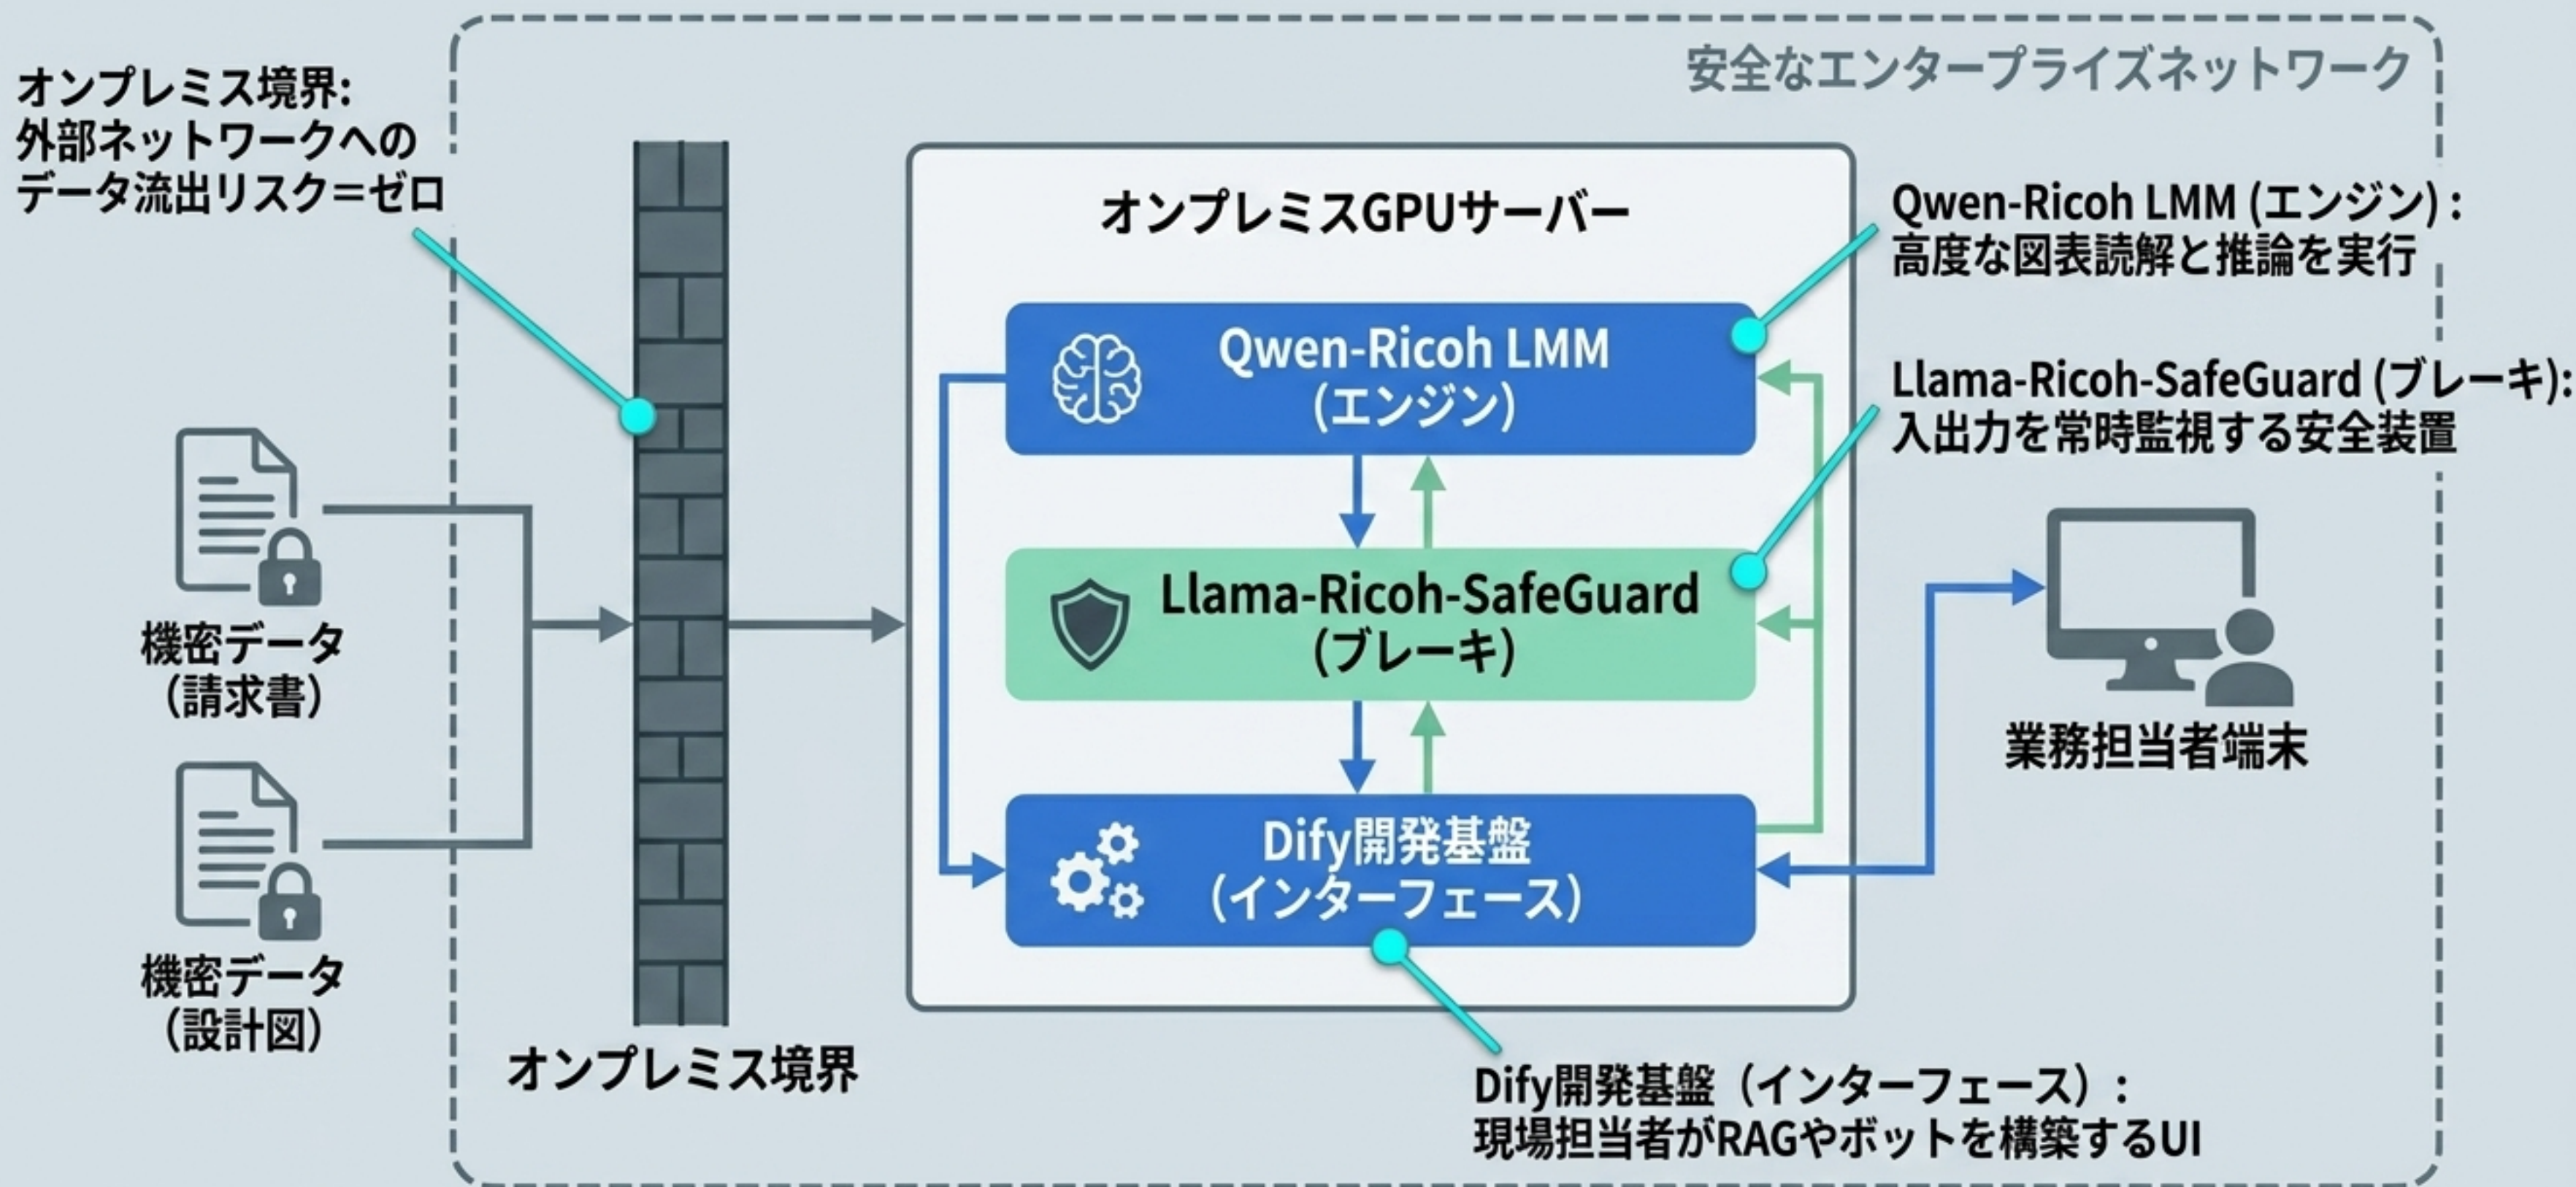 安全なエンタープライズネットワーク
オンプレミス境界:
外部ネットワークへの
データ流出リスク＝ゼロ
オンプレミスGPUサーバー
Qwen-Ricoh LMM (エンジン) :
高度な図表読解と推論を実行
Qwen-Ricoh LMM
(エンジン)
Llama-Ricoh-SafeGuard (ブレーキ):
入出力を常時監視する安全装置
機密データ
（請求書）
Llama-Ricoh-SafeGuard
(ブレーキ)
業務担当者端末
Dify開発基盤
(インターフェース)
機密データ
（設計図）
オンプレミス境界
Dify開発基盤（インターフェース）:
現場担当者がRAGやボットを構築するUI